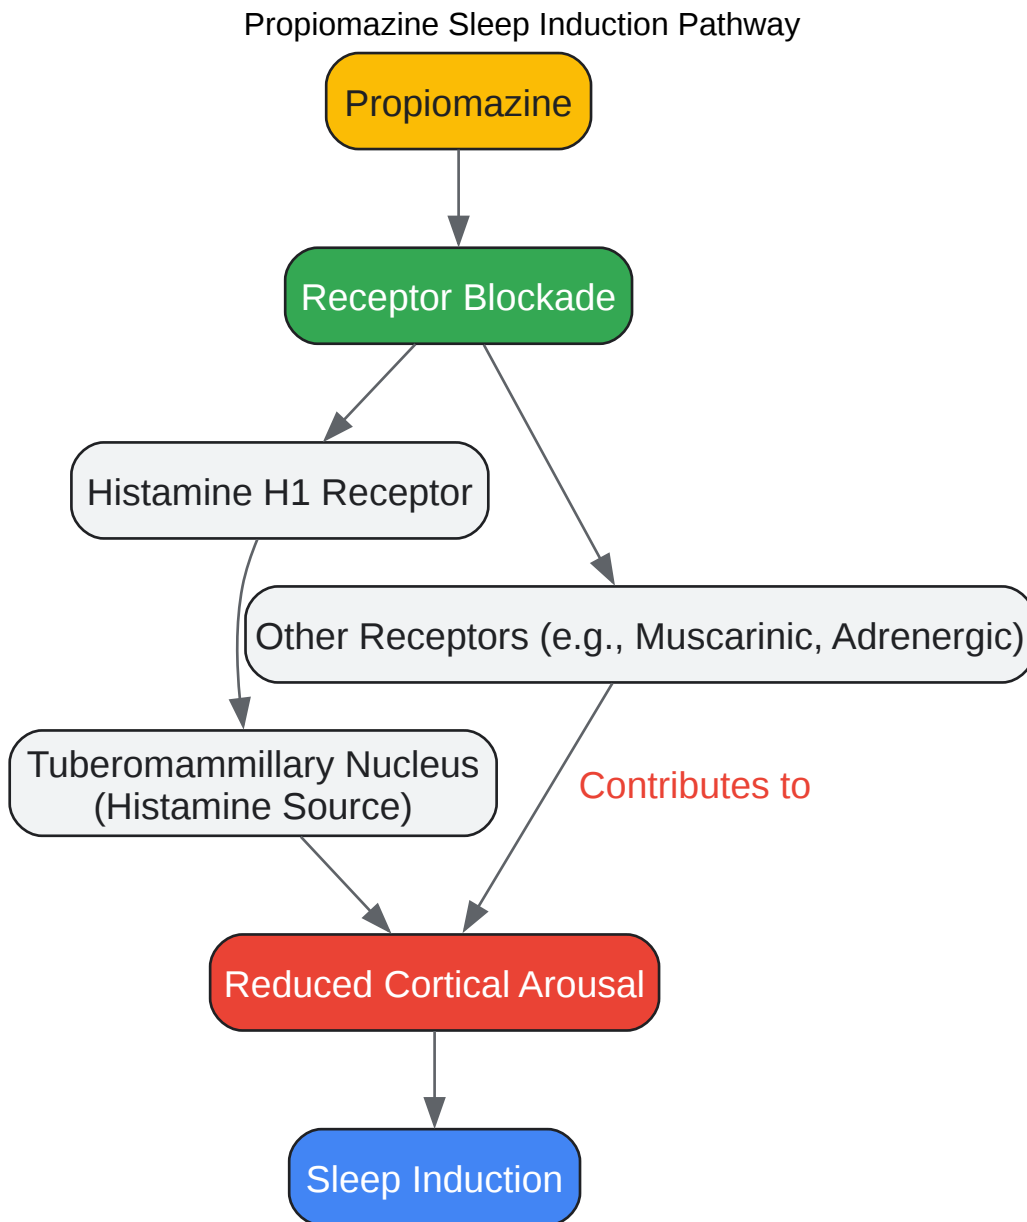 Propiomazine Sleep Induction Pathway
Propiomazine
Receptor Blockade
Histamine H1 Receptor
Other Receptors (e.g., Muscarinic, Adrenergic)
Tuberomammillary Nucleus
(Histamine Source)
Contributes to
Reduced Cortical Arousal
Sleep Induction